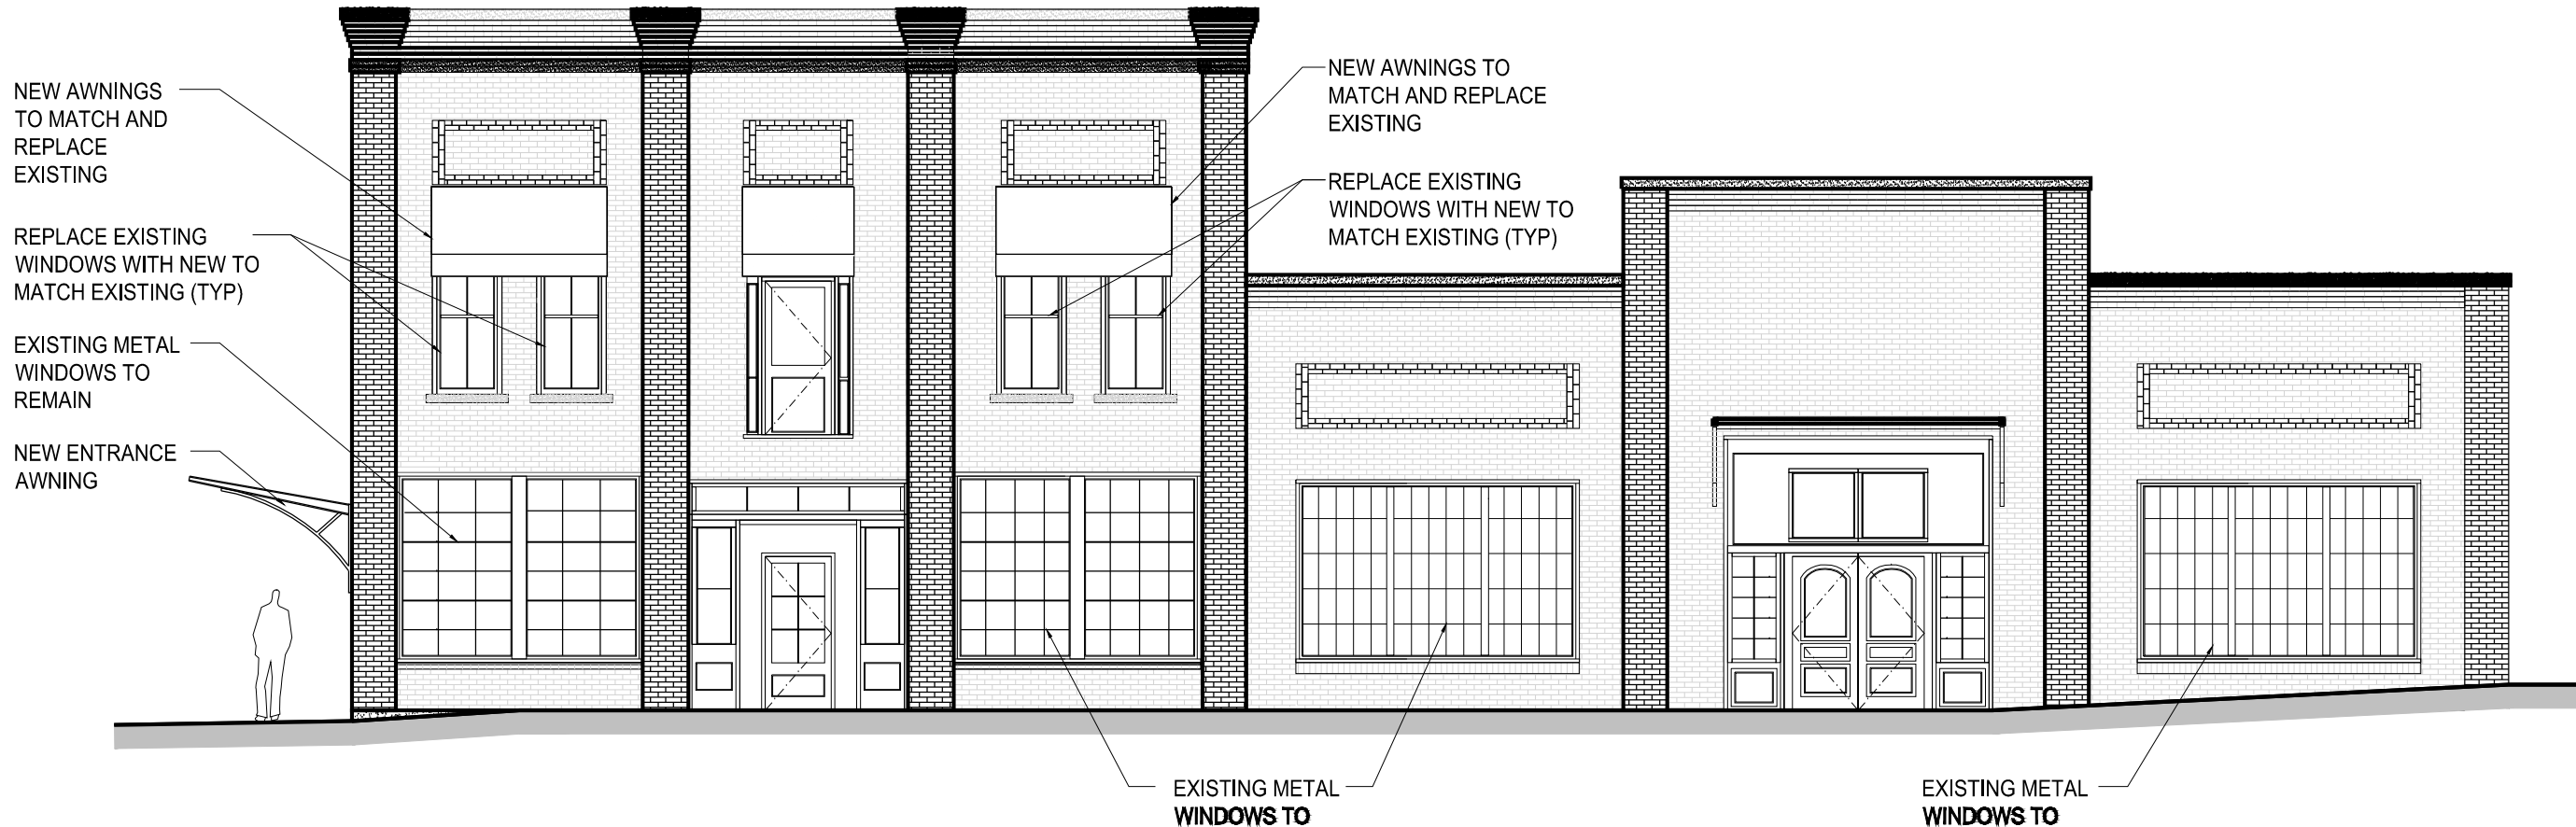 NEW AWNINGS
TO MATCH AND
REPLACE
EXISTING
REPLACE EXISTING
WINDOWS WITH NEW TO
MATCH EXISTING (TYP)
EXISTING METAL
WINDOWS TO
REMAIN
NEW ENTRANCE
AWNING
NEW AWNINGS TO
MATCH AND REPLACE
EXISTING
REPLACE EXISTING
WINDOWS WITH NEW TO
MATCH EXISTING (TYP)
EXISTING METAL
WINDOWS TO
EXISTING METAL
WINDOWS TO